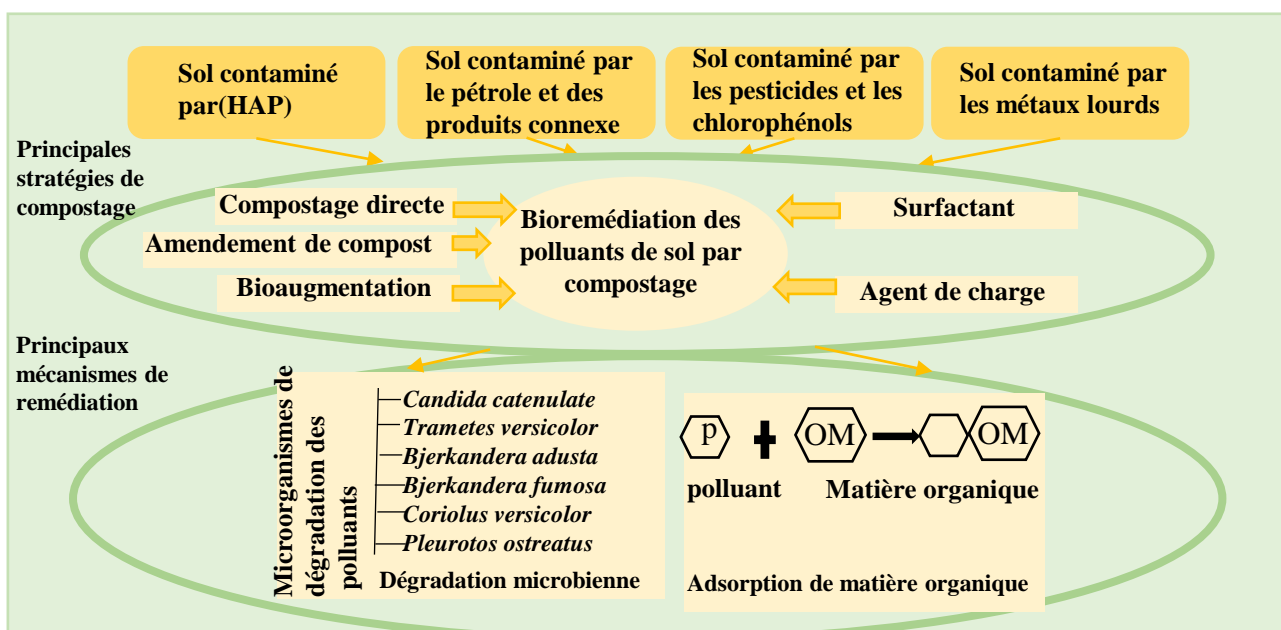 Sol contaminé
par(HAP)
Sol contaminé par
le pétrole et des
produits connexe
Sol contaminé par
les pesticides et les
chlorophénols
Sol contaminé par
les métaux lourds
Principales
stratégies de
compostage
Compostage directe
Amendement de compost
Bioaugmentation
Bioremédiation des
polluants de sol par
compostage
Surfactant
Agent de charge
Principaux
mécanismes de
remédiation
Microorganismes de
dégradation des
polluants
Candida catenulate
Trametes versicolor
Bjerkandera adusta
Bjerkandera fumosa
Coriolus versicolor
Pleurotos ostreatus
Dégradation microbienne
p
OM
OM
polluant
Matière organique
Adsorption de matière organique